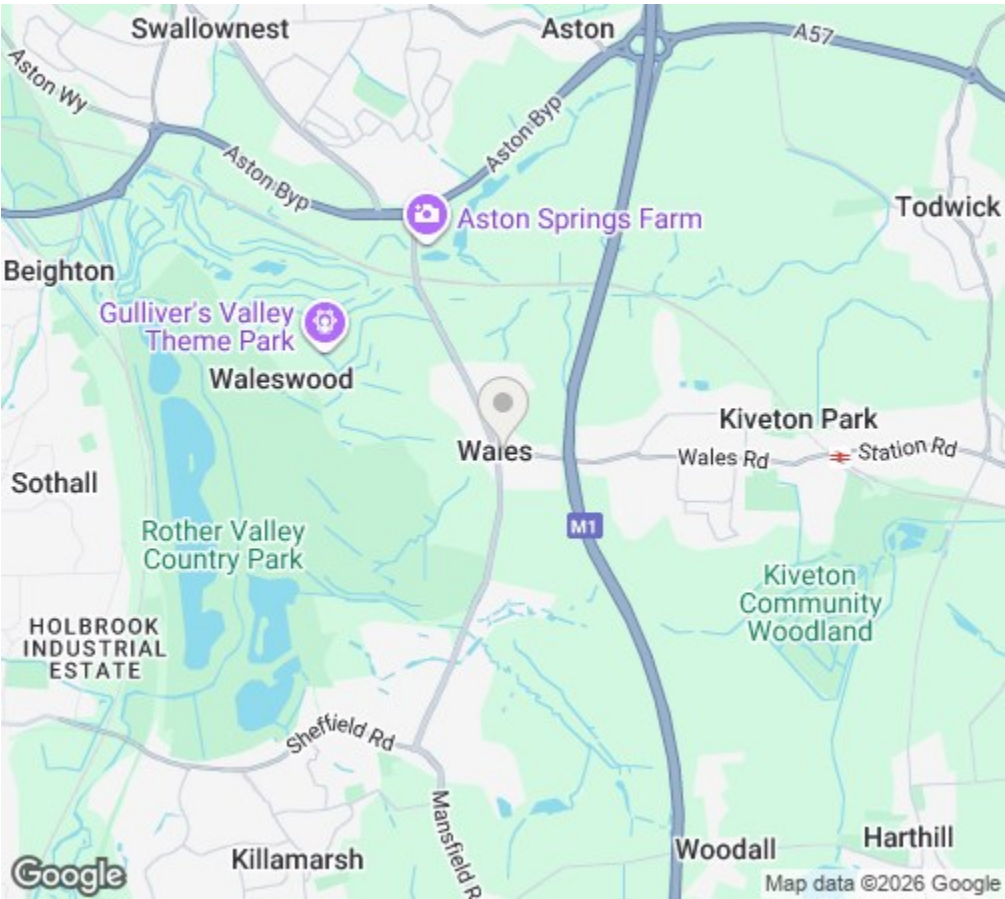 Swallownest
Aston
A57
Aston Wy
Aston Byp
Aston Byp
Todwick
Aston Springs Farm
Beighton
Gulliver's Valley
Theme Park
Waleswood
Kiveton Park
Wales
Wales Rd
Station Rd
Sothall
M1
Rother Valley
Country Park
Kiveton
Community
Woodland
HOLBROOK
INDUSTRIAL
ESTATE
Sheffield Rd
Mansfield R
Harthill
Woodall
Killamarsh
Google
Map data ©2026 Google